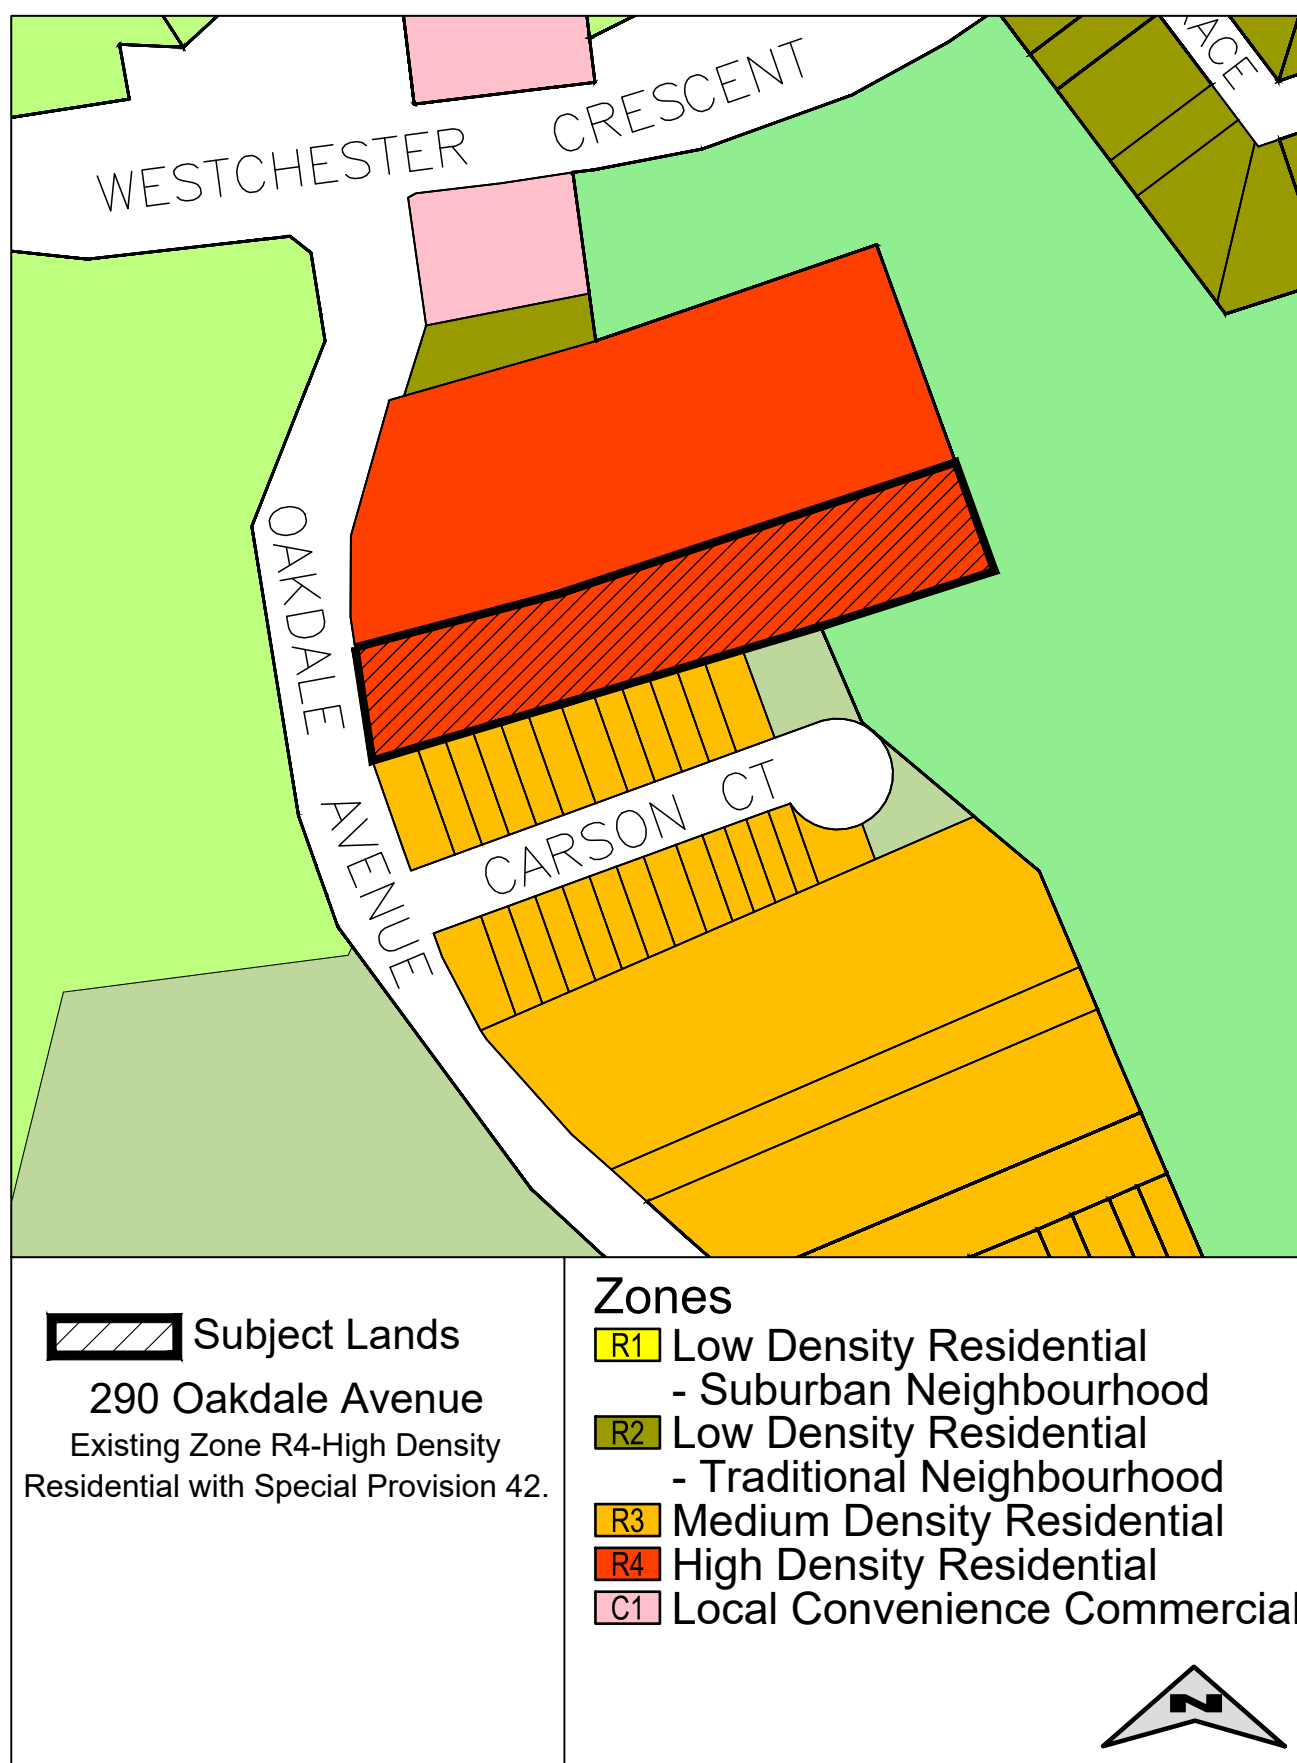 WESTCHESTER CRESCENT
RACE
OAKDALE AVENUE
CARSON CT
Subject Lands
290 Oakdale Avenue
Existing Zone R4-High Density
Residential with Special Provision 42.
Zones
R1 Low Density Residential
- Suburban Neighbourhood
R2 Low Density Residential
- Traditional Neighbourhood
R3 Medium Density Residential
R4 High Density Residential
C1 Local Convenience Commercial
N